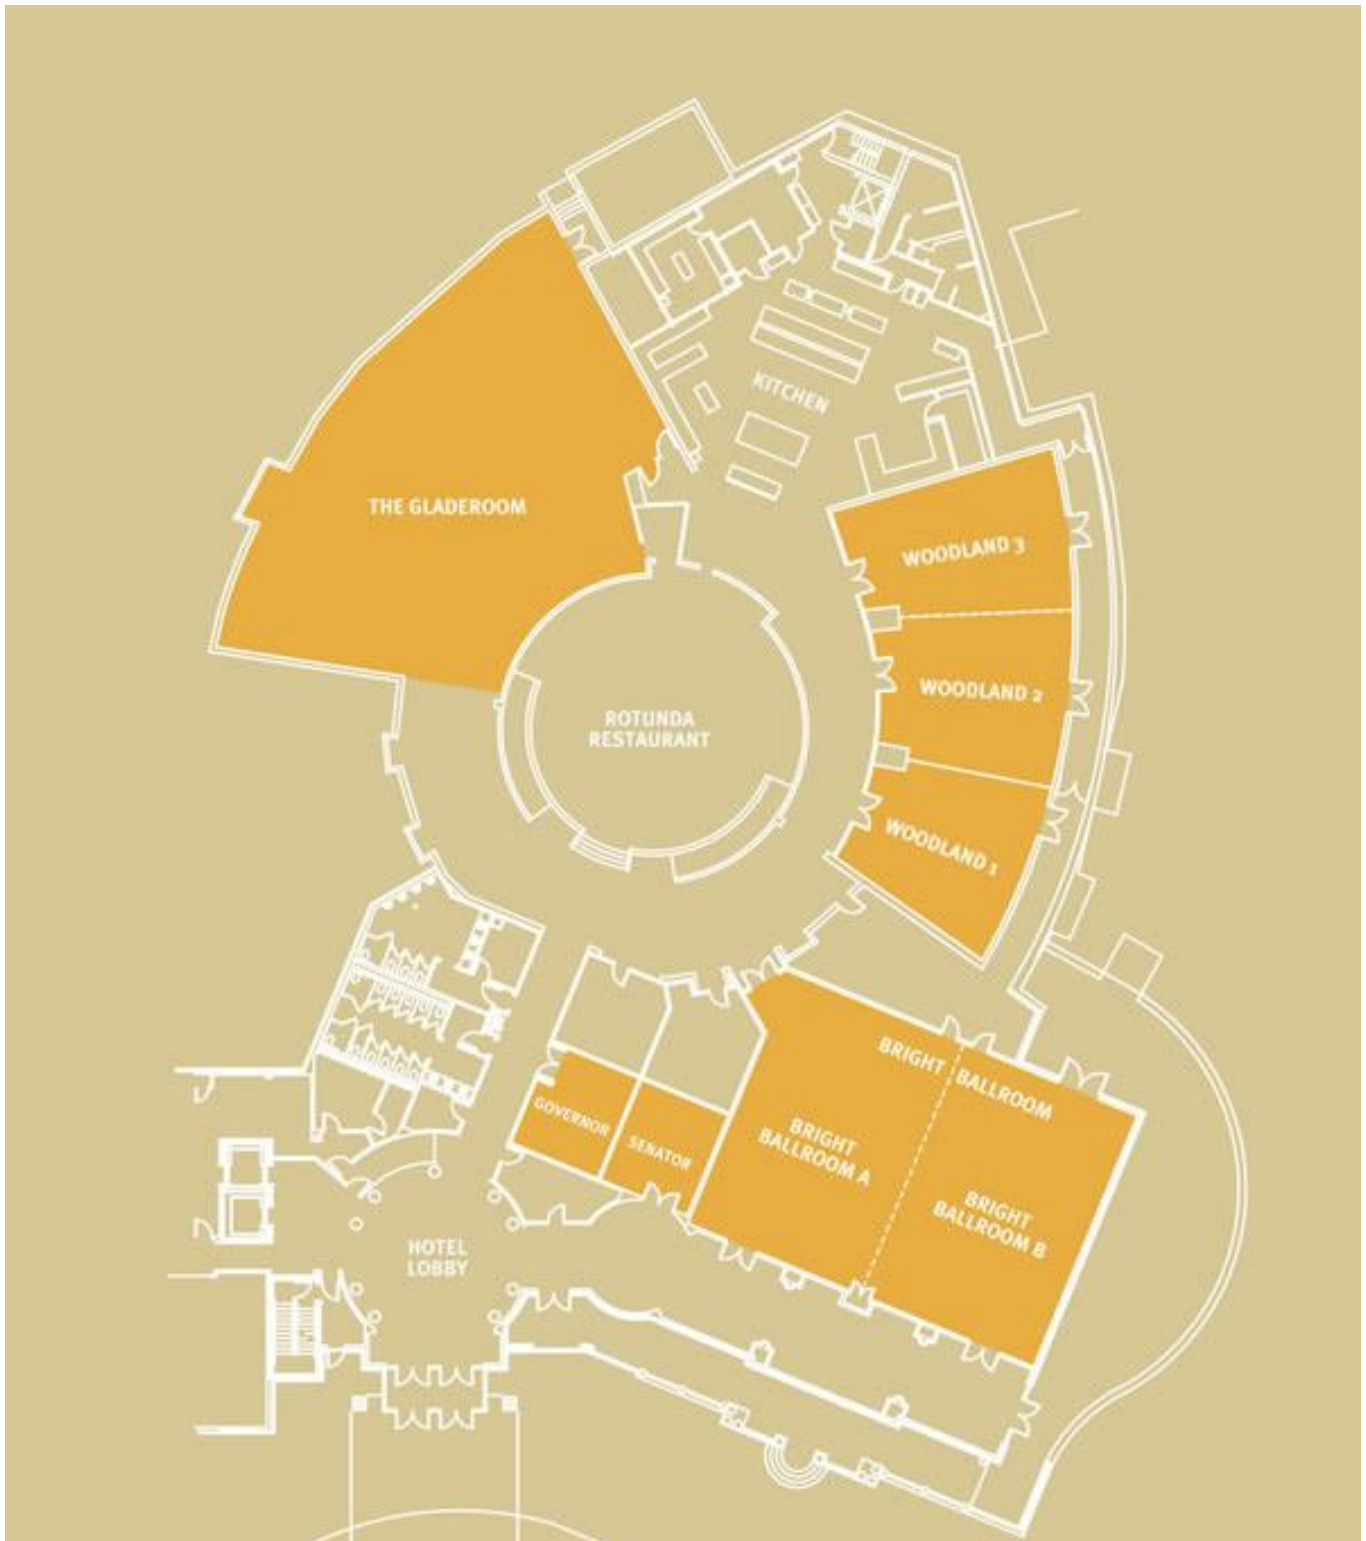 KITCHEN
THE GLADEROOM
WOODLAND 3
WOODLAND 2
ROTUNDA
RESTAURANT
WOODLAND 1
BRIGHT BALLROOM
GOVERNOR
SENATOR
BRIGHT
BALLROOM A
BRIGHT
BALLROOM B
HOTEL
LOBBY